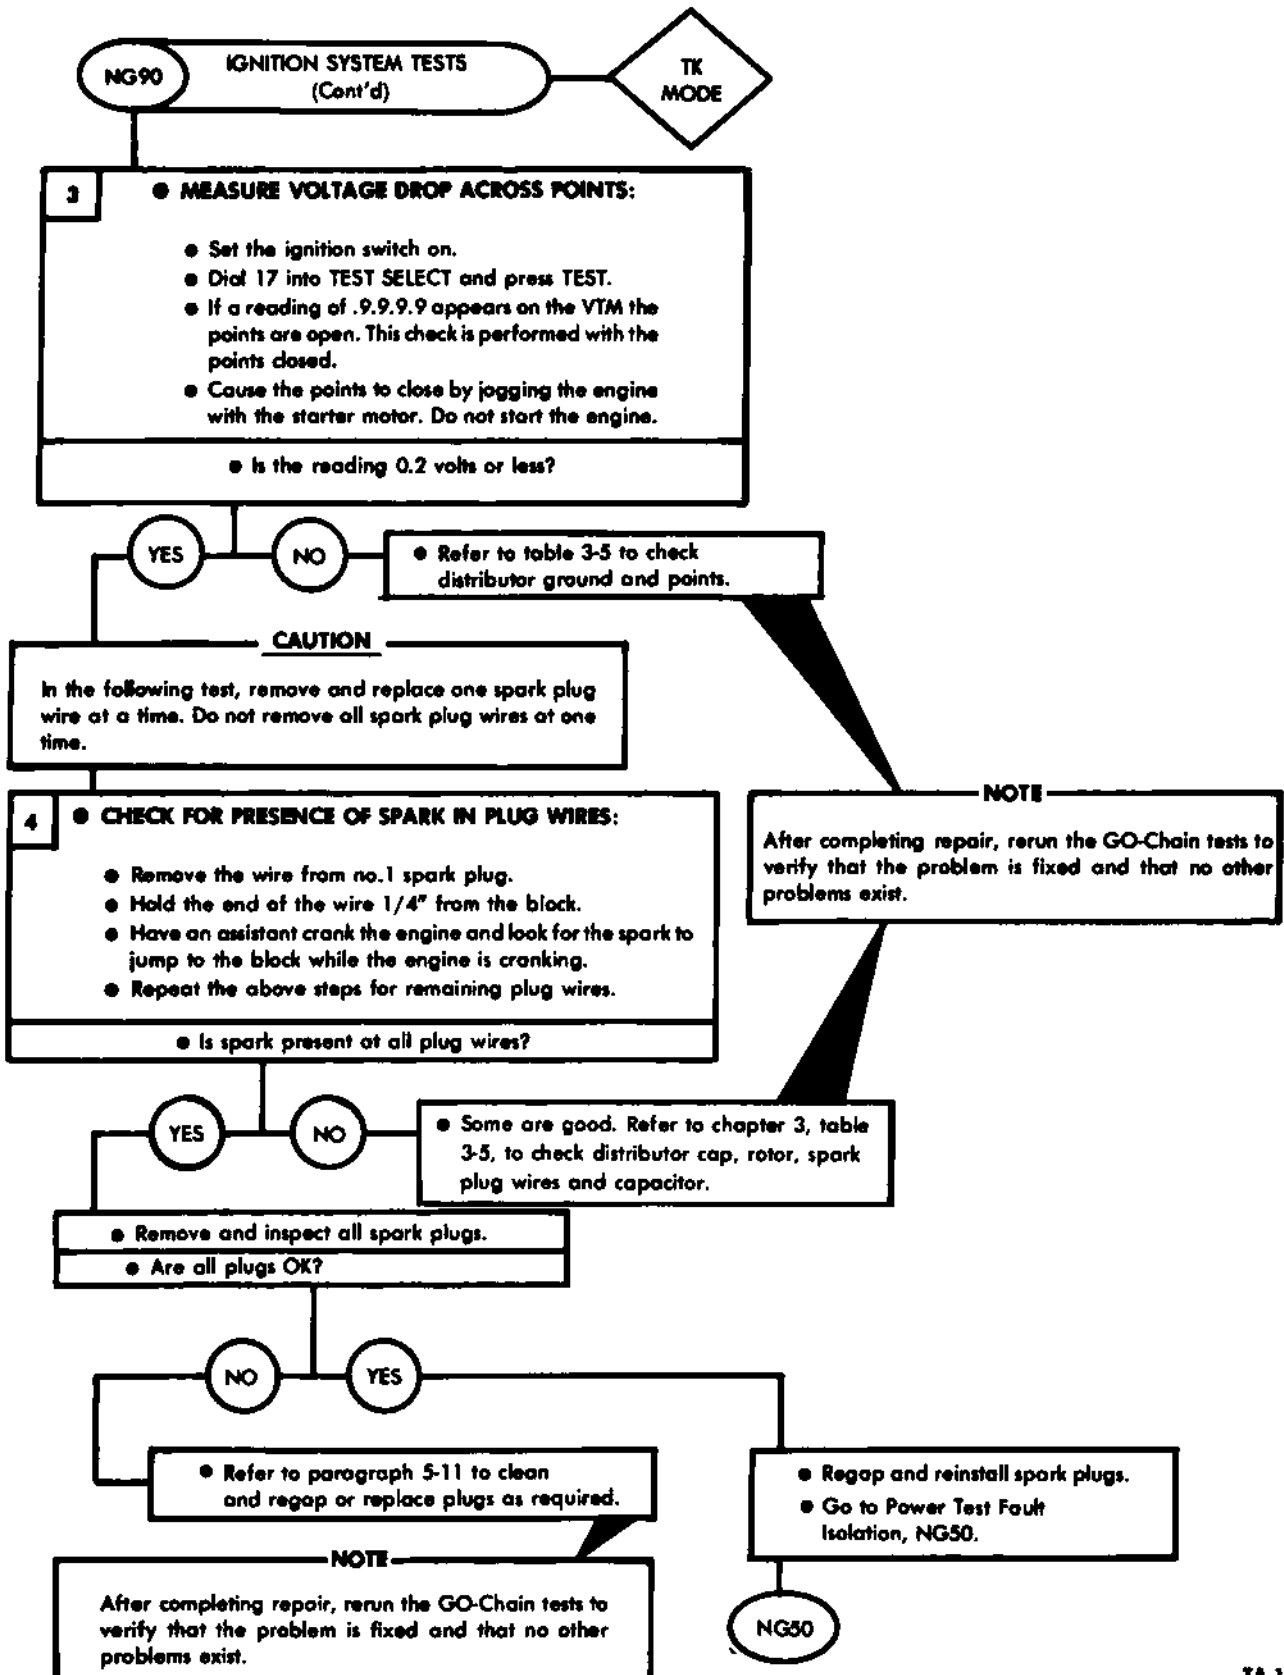 NG90
IGNITION SYSTEM TESTS
(Cont'd)
TK
MODE
3
● MEASURE VOLTAGE DROP ACROSS POINTS:
● Set the ignition switch on.
● Dial 17 into TEST SELECT and press TEST.
● If a reading of .9.9.9.9 appears on the VTM the
points are open. This check is performed with the
points closed.
● Cause the points to close by jogging the engine
with the starter motor. Do not start the engine.
● Is the reading 0.2 volts or less?
YES
NO
● Refer to table 3-5 to check
distributor ground and points.
CAUTION
In the following test, remove and replace one spark plug
wire at a time. Do not remove all spark plug wires at one
time.
4
● CHECK FOR PRESENCE OF SPARK IN PLUG WIRES:
● Remove the wire from no.1 spark plug.
● Hold the end of the wire 1/4" from the block.
● Have an assistant crank the engine and look for the spark to
jump to the block while the engine is cranking.
● Repeat the above steps for remaining plug wires.
● Is spark present at all plug wires?
NOTE
After completing repair, rerun the GO-Chain tests to
verify that the problem is fixed and that no other
problems exist.
YES
NO
● Some are good. Refer to chapter 3, table
3-5, to check distributor cap, rotor, spark
plug wires and capacitor.
● Remove and inspect all spark plugs.
● Are all plugs OK?
NO
YES
● Refer to paragraph 5-11 to clean
and regap or replace plugs as required.
● Regap and reinstall spark plugs.
● Go to Power Test Fault
Isolation, NG50.
NOTE
After completing repair, rerun the GO-Chain tests to
verify that the problem is fixed and that no other
problems exist.
NG50